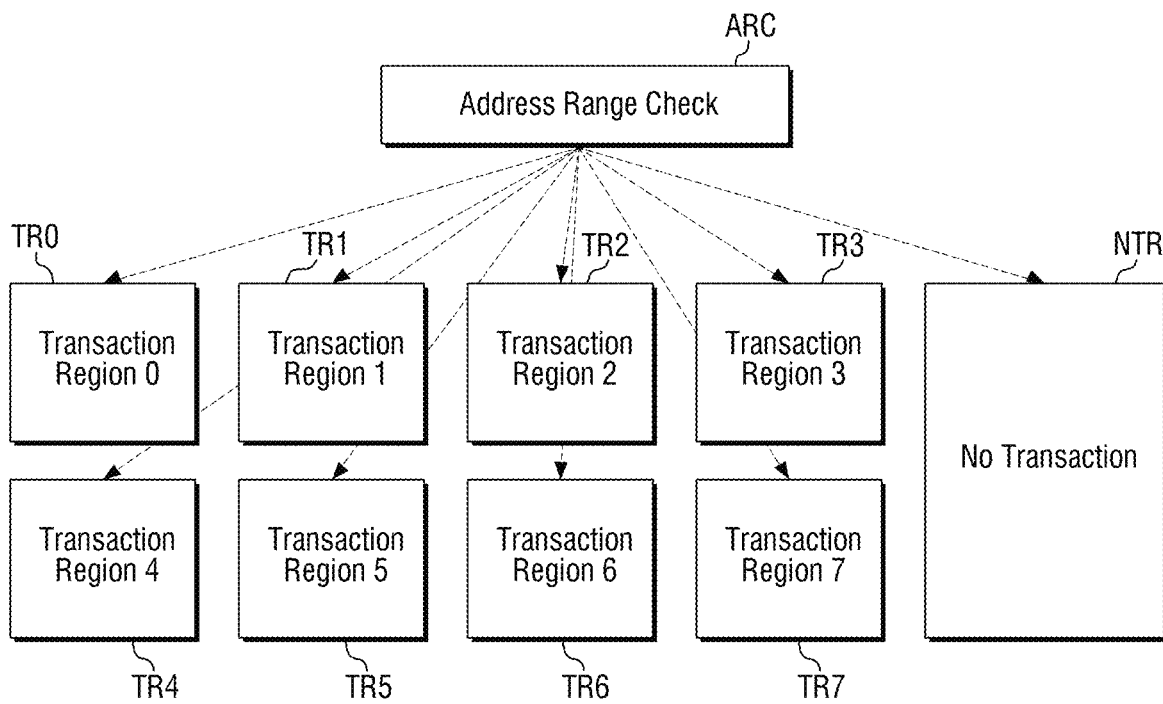 ARC
Address Range Check
TR0
TR1
TR2
TR3
NTR
Transaction
Region 0
Transaction
Region 1
Transaction
Region 2
Transaction
Region 3
No Transaction
Transaction
Region 4
Transaction
Region 5
Transaction
Region 6
Transaction
Region 7
TR4
TR5
TR6
TR7